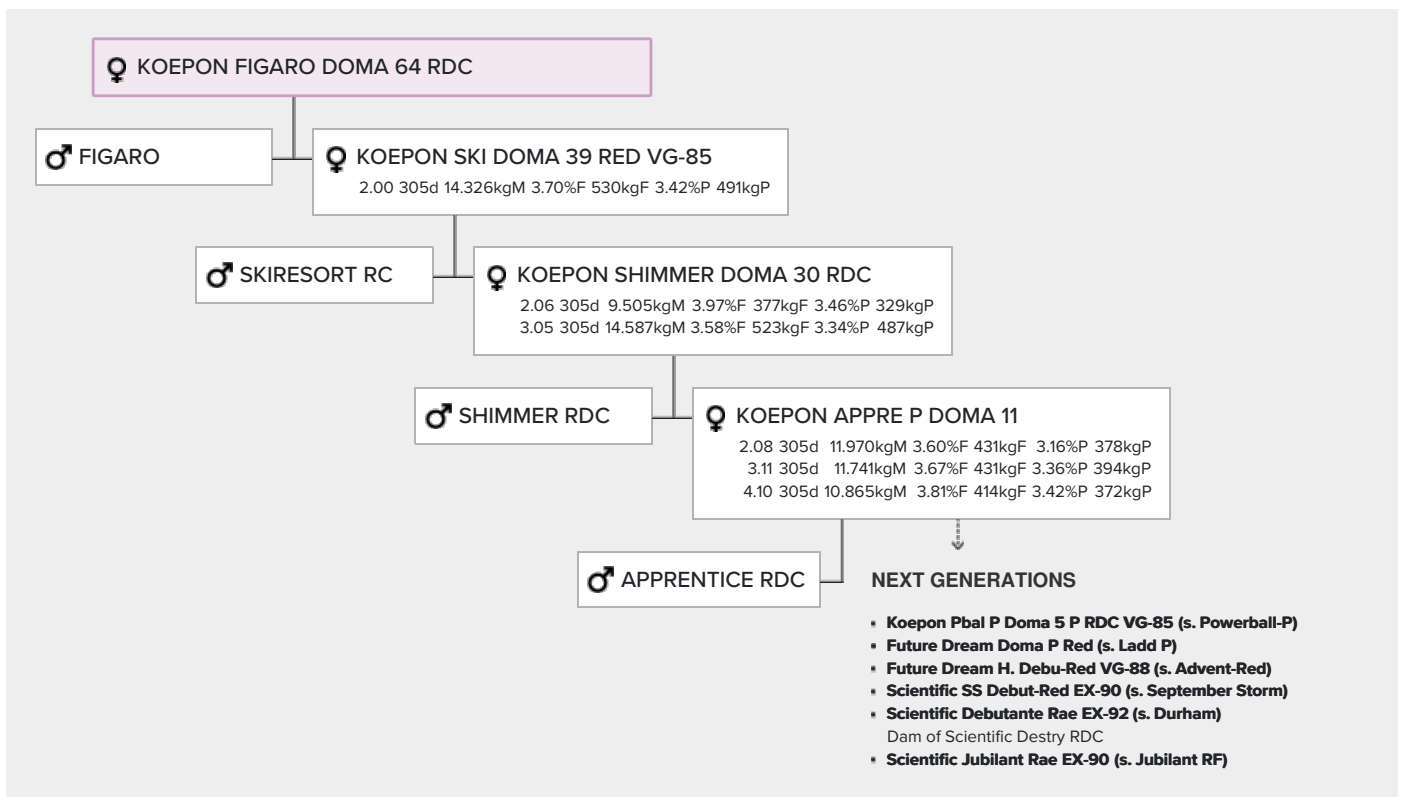 KOEPON FIGARO DOMA 64 RDC
FIGARO
KOEPON SKI DOMA 39 RED VG-85
2.00 305d 14.326kgM 3.70%F 530kgF 3.42%P 491kgP
SKIRESORT RC
KOEPON SHIMMER DOMA 30 RDC
2.06 305d 9.505kgM 3.97%F 377kgF 3.46%P 329kgP
3.05 305d 14.587kgM 3.58%F 523kgF 3.34%P 487kgP
SHIMMER RDC
KOEPON APPRE P DOMA 11
2.08 305d 11.970kgM 3.60%F 431kgF 3.16%P 378kgP
3.11 305d 11.741kgM 3.67%F 431kgF 3.36%P 394kgP
4.10 305d 10.865kgM 3.81%F 414kgF 3.42%P 372kgP
APPRENTICE RDC
NEXT GENERATIONS
▪ Koepon Pbal P Doma 5 P RDC VG-85 (s. Powerball-P)
▪ Future Dream Doma P Red (s. Ladd P)
▪ Future Dream H. Debu-Red VG-88 (s. Advent-Red)
▪ Scientific SS Debut-Red EX-90 (s. September Storm)
▪ Scientific Debutante Rae EX-92 (s. Durham)
Dam of Scientific Destry RDC
▪ Scientific Jubilant Rae EX-90 (s. Jubilant RF)